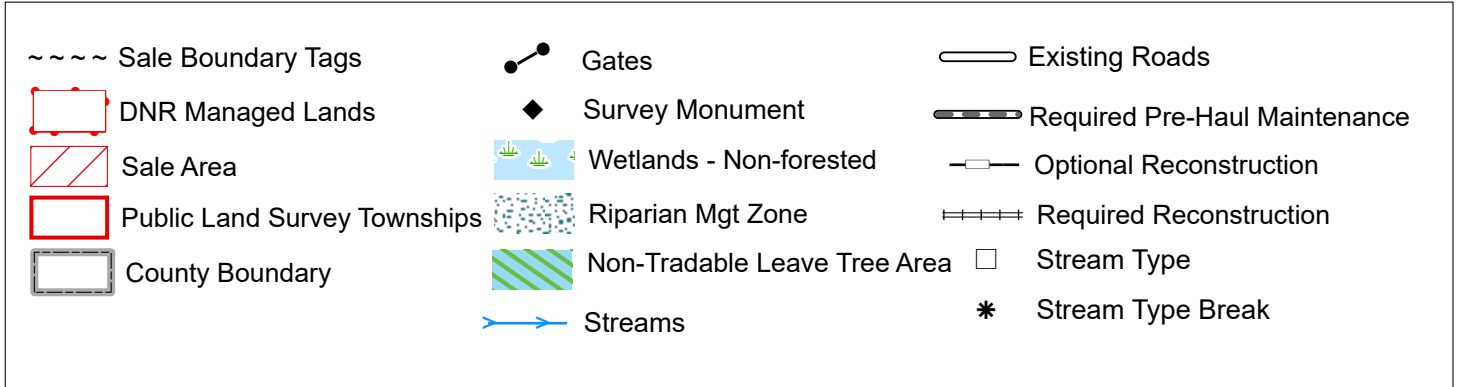 Sale Boundary Tags
DNR Managed Lands
Sale Area
Public Land Survey Townships
County Boundary
Gates
Survey Monument
Wetlands - Non-forested
Riparian Mgt Zone
Non-Tradable Leave Tree Area
Streams
Existing Roads
Required Pre-Haul Maintenance
Optional Reconstruction
Required Reconstruction
Stream Type
Stream Type Break